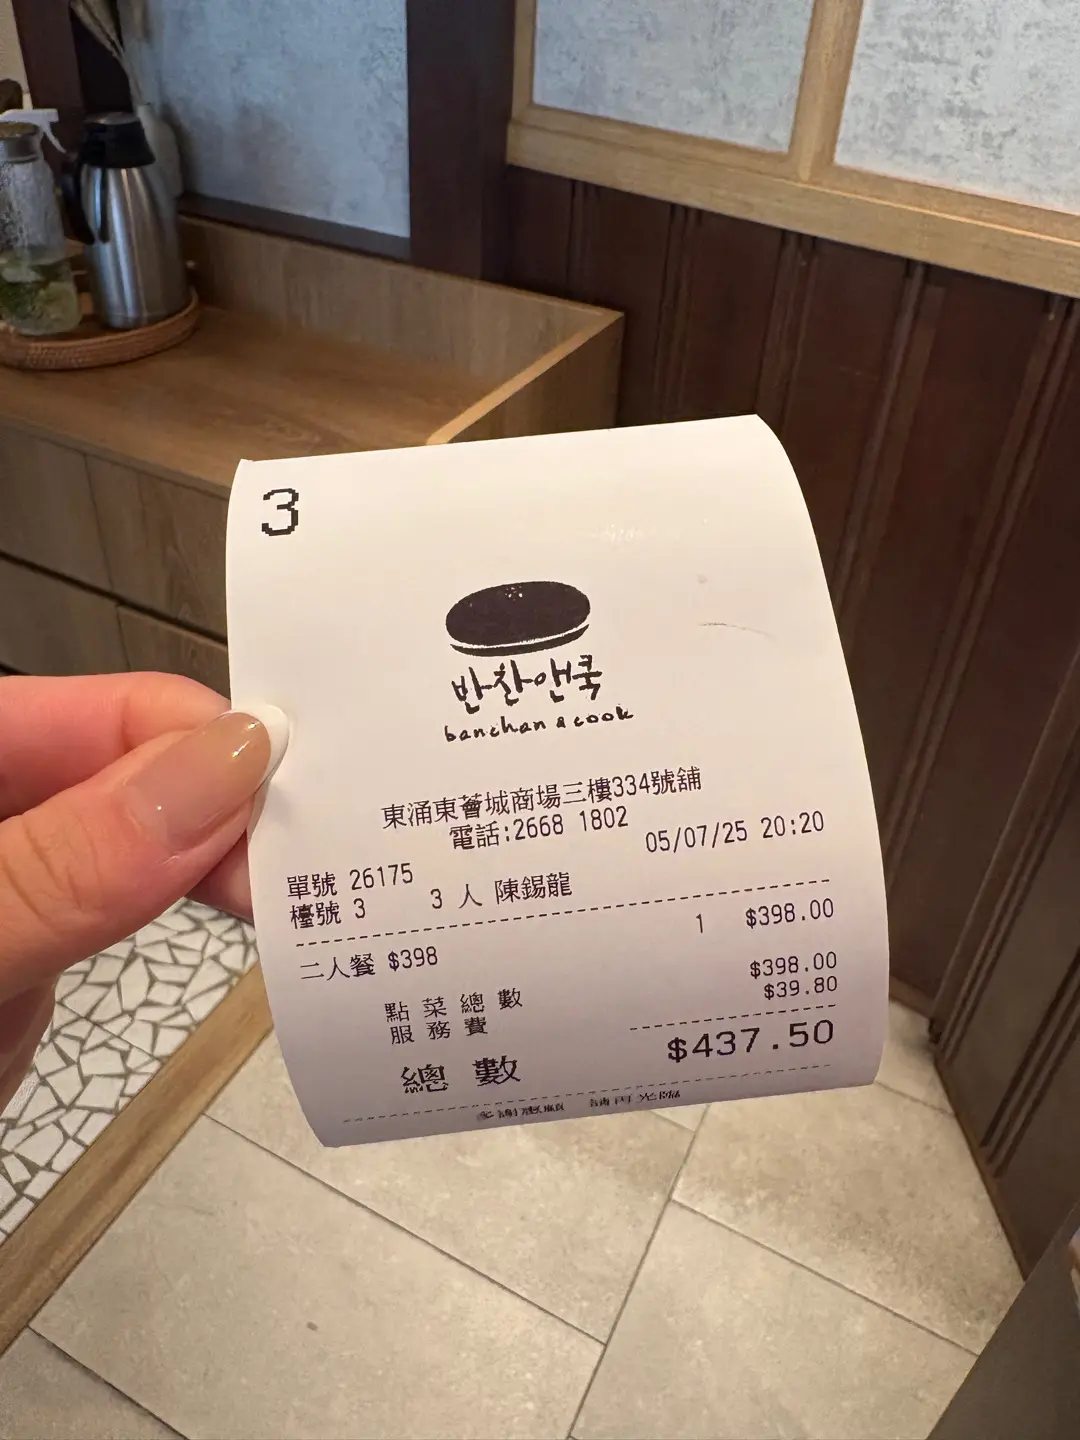 3
반찬앤쿡
banchan & cook
東涌東薈城商場三樓334號舖
電話:2668 1802
05/07/25 20:20
單號 26175
檯號 3 3 人 陳錫龍
二人餐 $398 1 $398.00
點菜總數 $398.00
服務費 $39.80
總數 $437.50